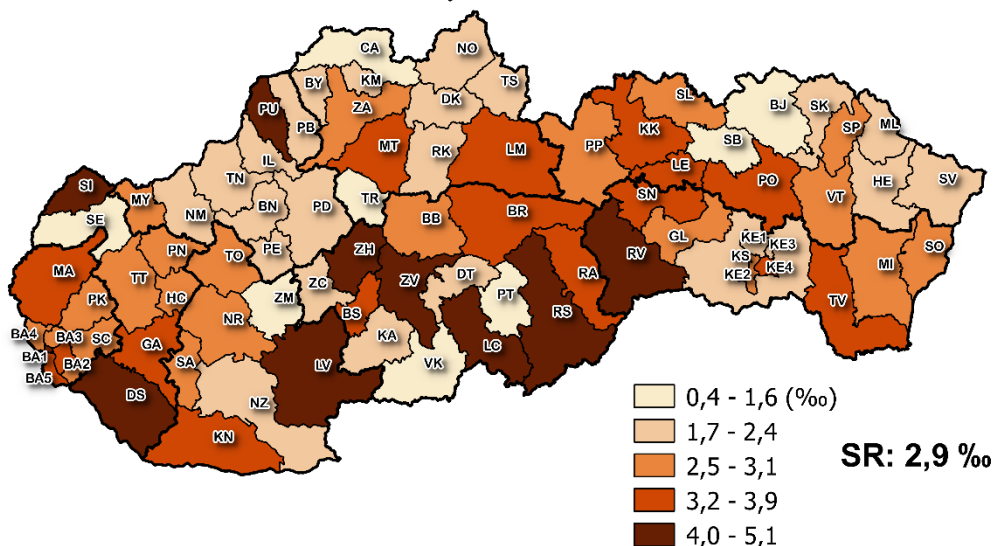 CA
NO
BY
KM
TS
PU
ZA
DK
SL
BJ
SK
PB
KK
SP
ML
MT
RK
LM
PP
SB
IL
LE
PO
HE
SV
SI
MY
TN
BN
PD
TR
SN
VT
SE
NM
BB
BR
GL
KE1
KE3
SO
PN
TO
PE
ZH
RV
KS
KE2
KE4
MI
MA
TT
HC
ZM
ZC
ZV
DT
RA
TV
PK
NR
BS
PT
RS
BA4
BA3
SC
GA
KA
LC
BA1
BA2
SA
LV
VK
BA5
DS
NZ
KN
0,4 - 1,6 (‰)
1,7 - 2,4
2,5 - 3,1
SR: 2,9 ‰
3,2 - 3,9
4,0 - 5,1